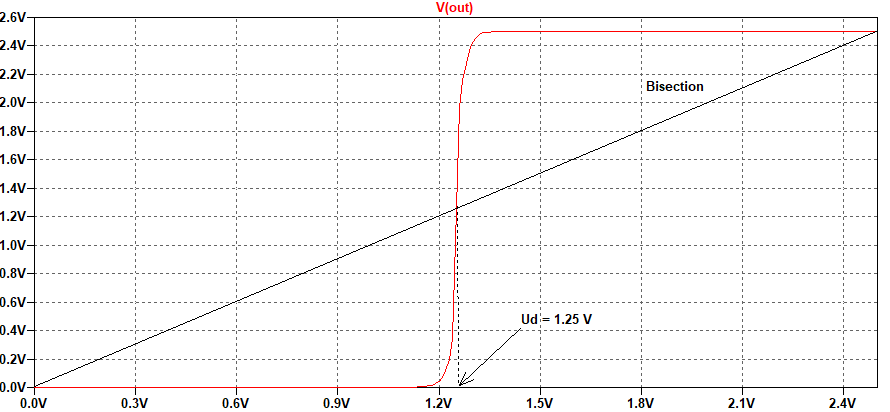 V(out)
2.6V
2.4V
2.2V
2.0V
1.8V
1.6V
1.4V
1.2V
1.0V
0.8V
0.6V
0.4V
0.2V
0.0V
Bisection
Ud = 1.25 V
0.0V 0.3V 0.6V 0.9V 1.2V 1.5V 1.8V 2.1V 2.4V